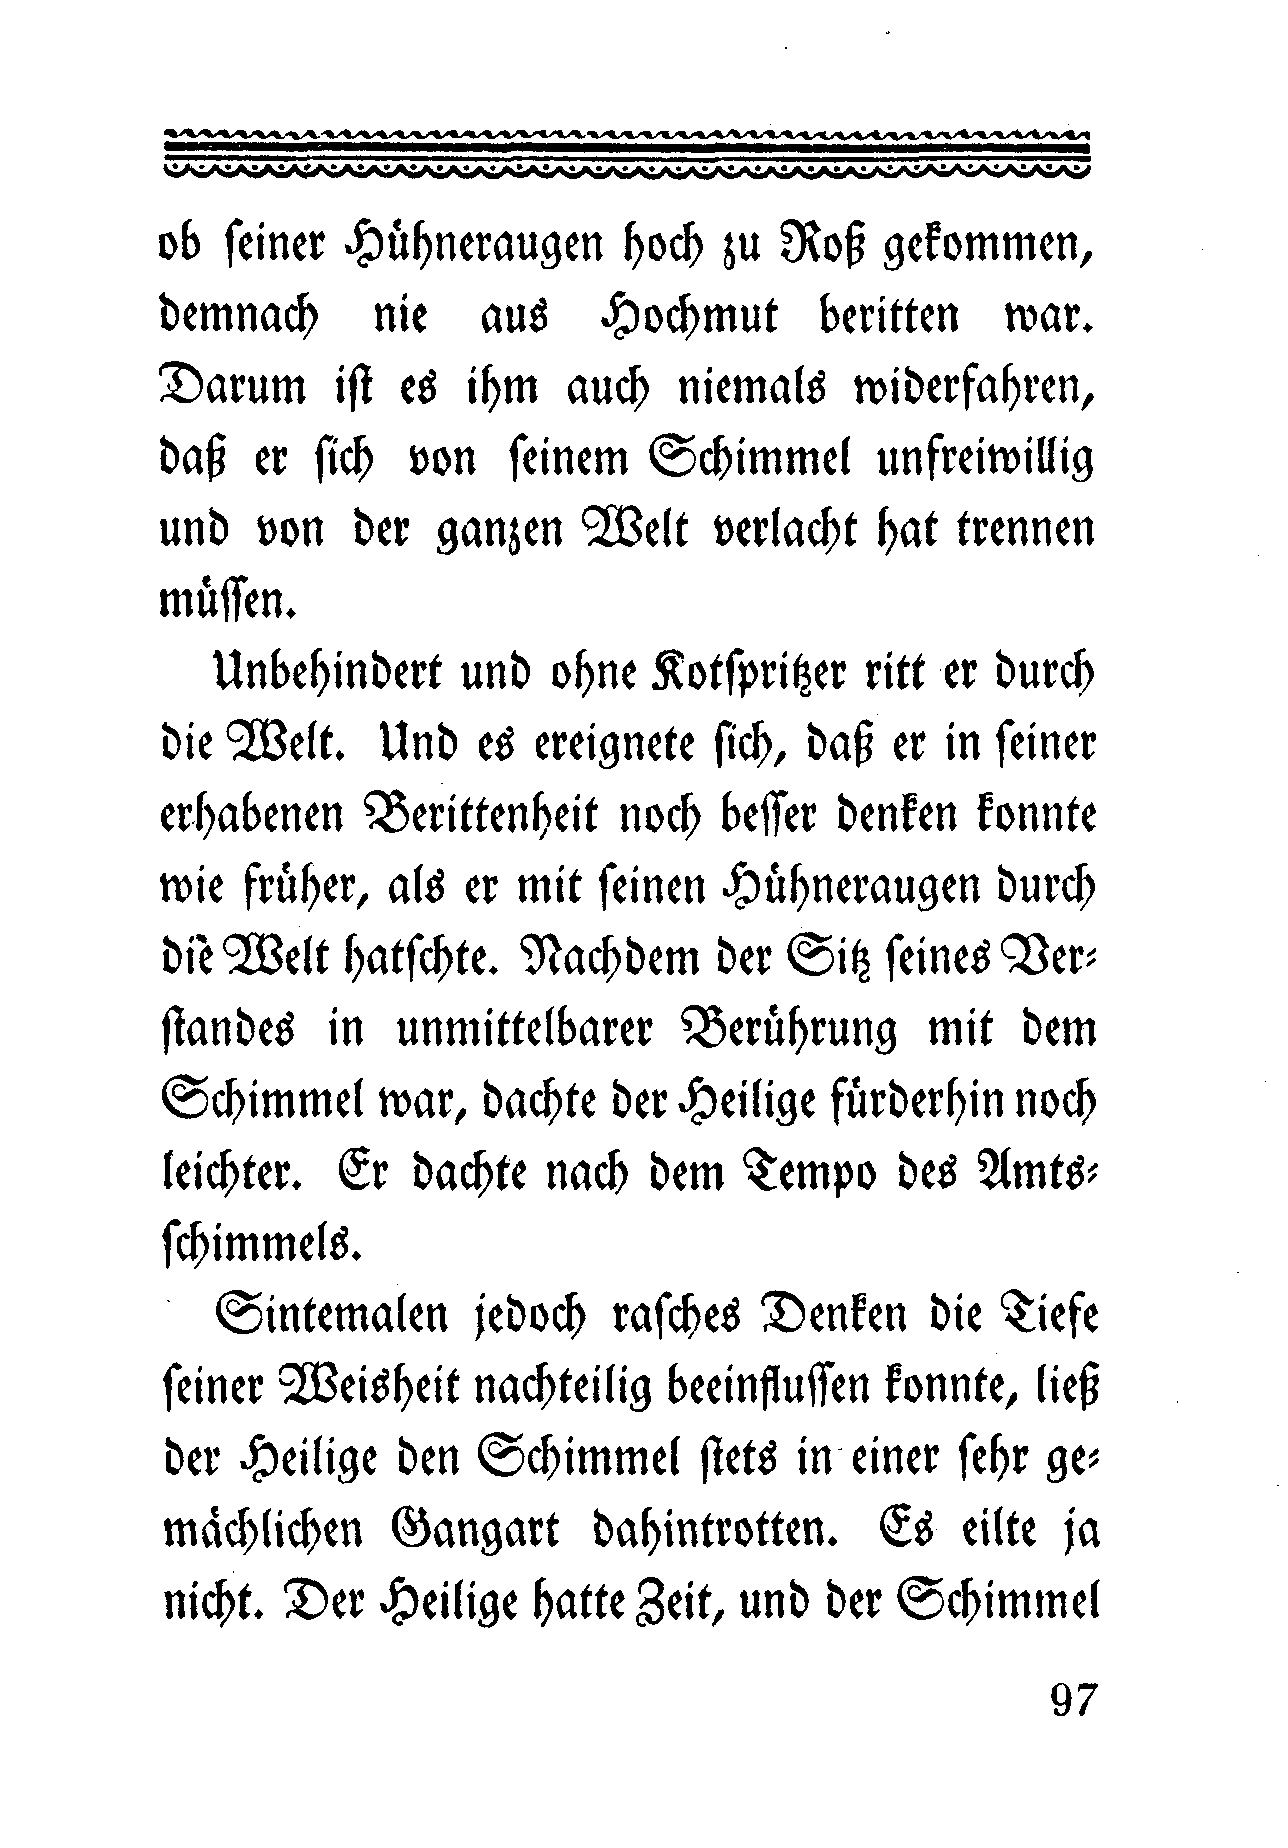 ob ſeiner Hühneraugen hoch zu Roß gekommen,
demnach nie aus Hochmut beritten war.
Darum iſt es ihm auch niemals widerfahren,
daß er ſich von ſeinem Schimmel unfreiwillig
und von der ganzen Welt verlacht hat trennen
müſſen.
Unbehindert und ohne Kotſpritzer ritt er durch
die Welt. Und es ereignete ſich, daß er in ſeiner
erhabenen Berittenheit noch beſſer denken konnte
wie früher, als er mit ſeinen Hühneraugen durch
die Welt hatſchte. Nachdem der Sitz ſeines Ver⸗
ſtandes in unmittelbarer Berührung mit dem
Schimmel war, dachte der Heilige fürderhin noch
leichter. Er dachte nach dem Tempo des Amts⸗
ſchimmels.
Sintemalen jedoch raſches Denken die Tiefe
ſeiner Weisheit nachteilig beeinfluſſen konnte, ließ
der Heilige den Schimmel ſtets in einer ſehr ge⸗
mächlichen Gangart dahintrotten. Es eilte ja
nicht. Der Heilige hatte Zeit, und der Schimmel
97